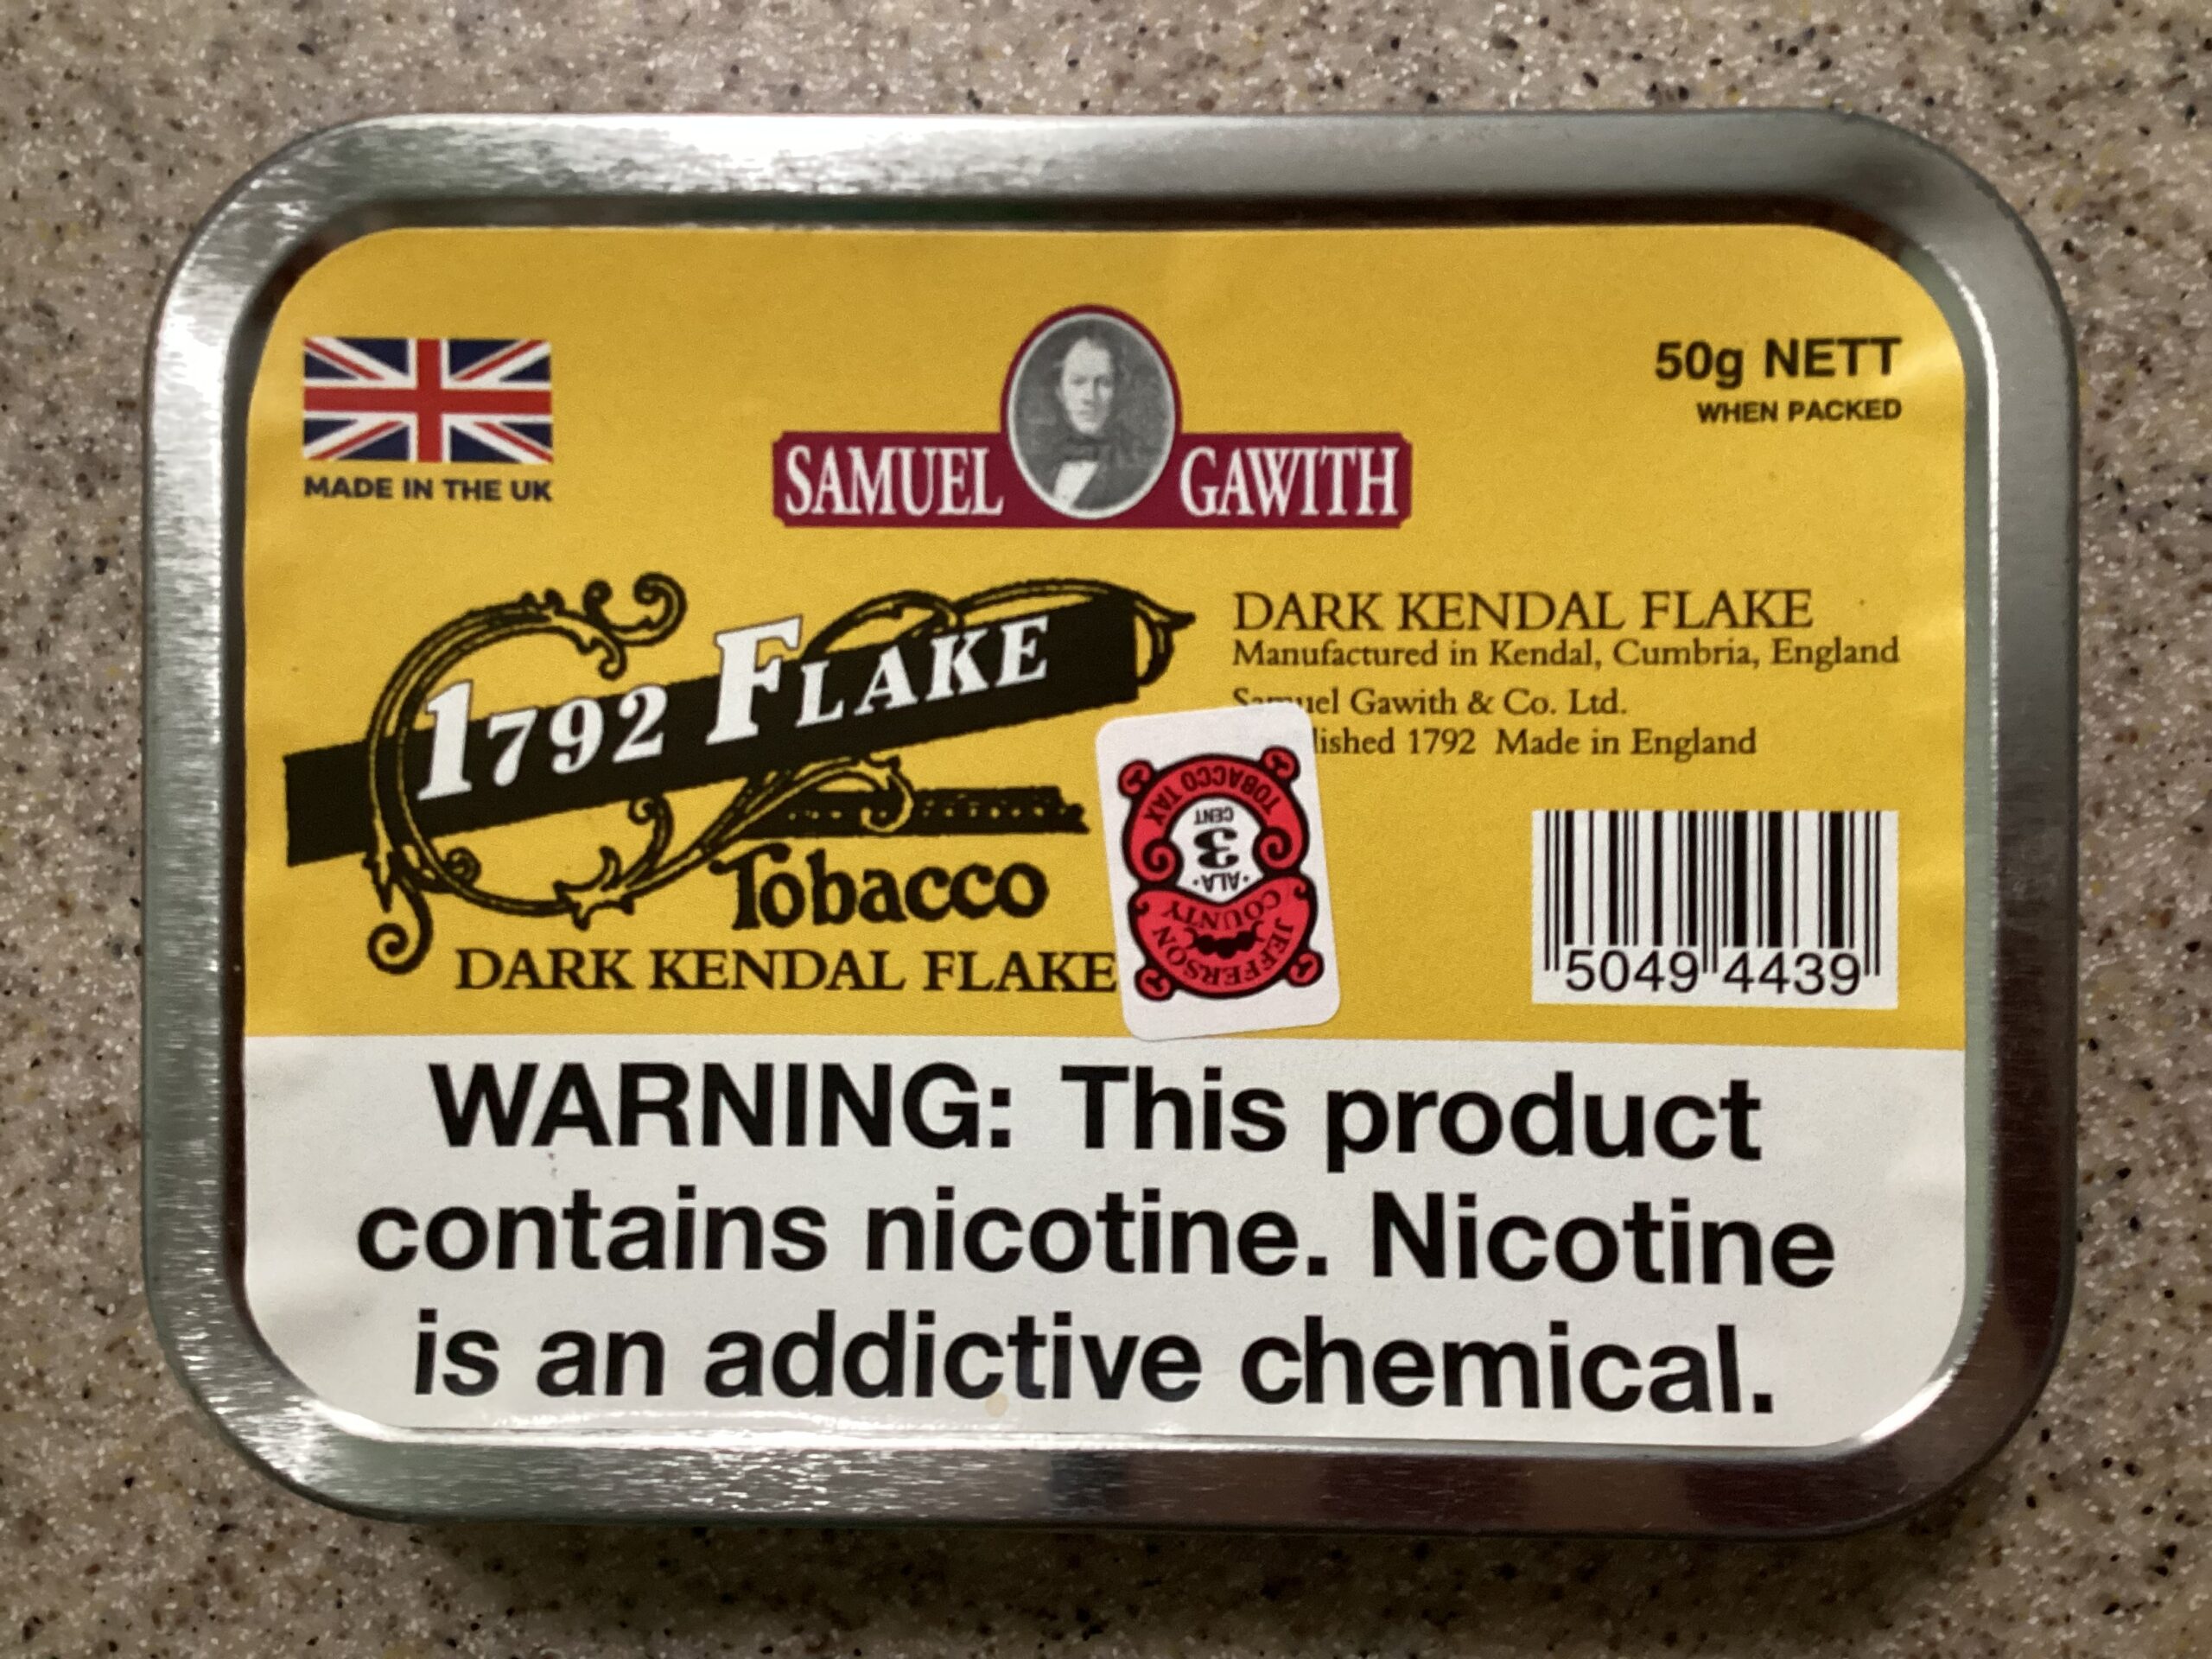 MADE IN THE UK
SAMUEL GAWITH
50g NETT
WHEN PACKED
1792 FLAKE
Tobacco
DARK KENDAL FLAKE
DARK KENDAL FLAKE
Manufactured in Kendal, Cumbria, England
Samuel Gawith & Co. Ltd.
lished 1792 Made in England
JEFFERSON
COUNTY
•ALA•
3
CENT
TOBACCO TAX
5049 4439
WARNING: This product
contains nicotine. Nicotine
is an addictive chemical.